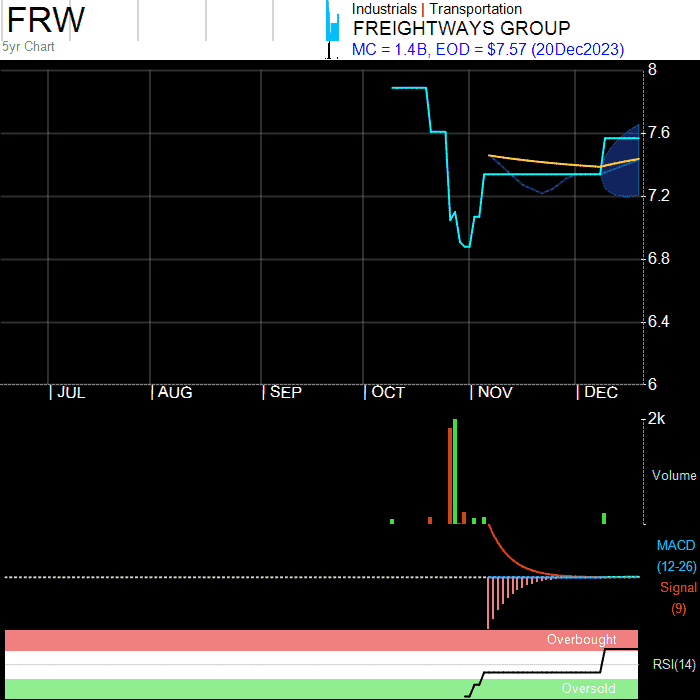 FRW
5yr Chart
Industrials | Transportation
FREIGHTWAYS GROUP
MC = 1.4B, EOD = $7.57 (20Dec2023)
8
7.6
7.2
6.8
6.4
6
| JUL | AUG | SEP | OCT | NOV | DEC
2k
Volume
MACD
(12-26)
Signal
(9)
Overbought
RSI(14)
Oversold